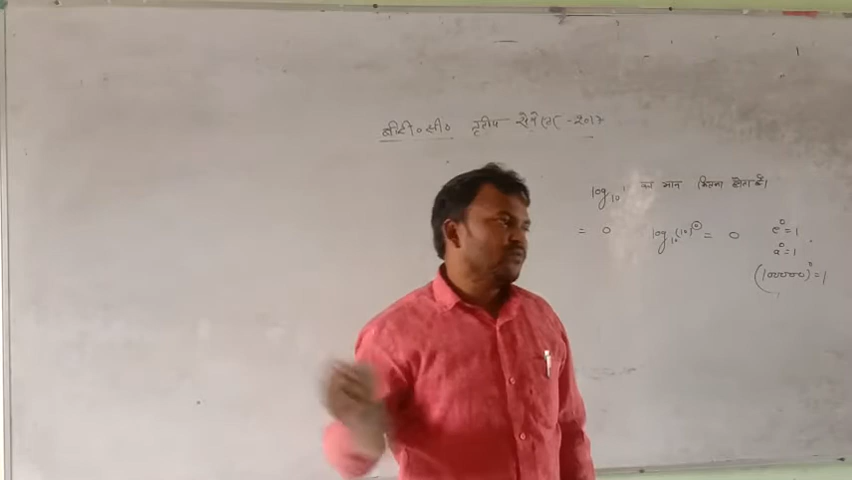 बी०टी०सी० तृतीय सेमेस्टर - 2017
log₁₀1 का मान कितना होता है।
= 0 log₁₀(10)⁰ = 0 e⁰=1
a⁰=1
(100000)⁰=1